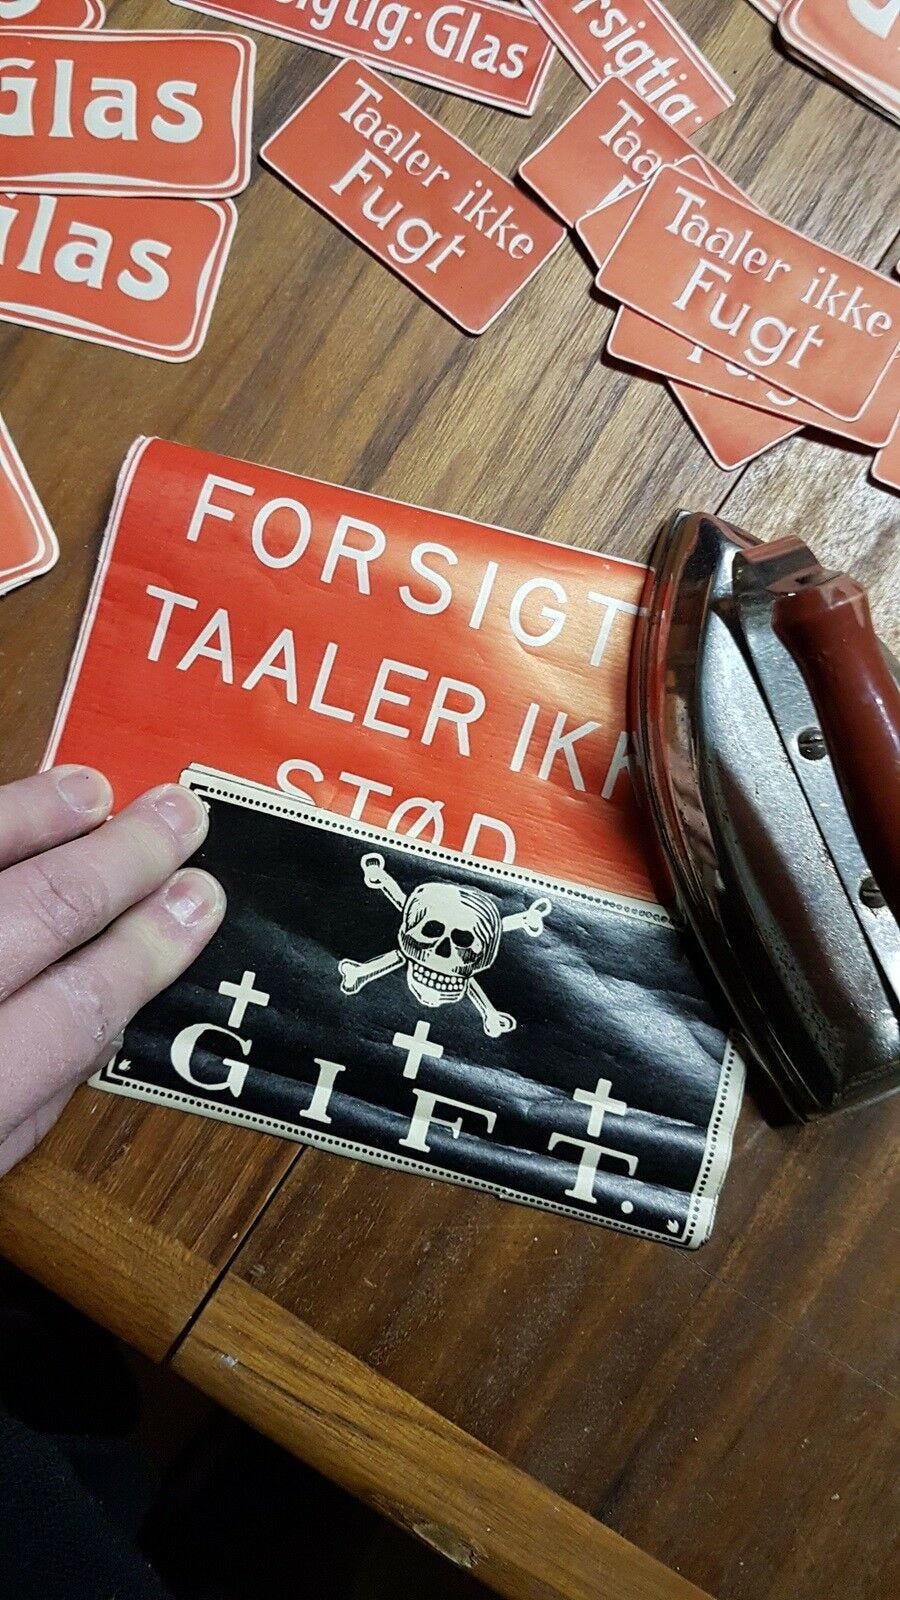 Glas
Forsigtig: Glas
Taaler ikke
Fugt
Taaler ikke
Fugt
Glas
FORSIGT
TAALER IKK
STØD
GIFT.